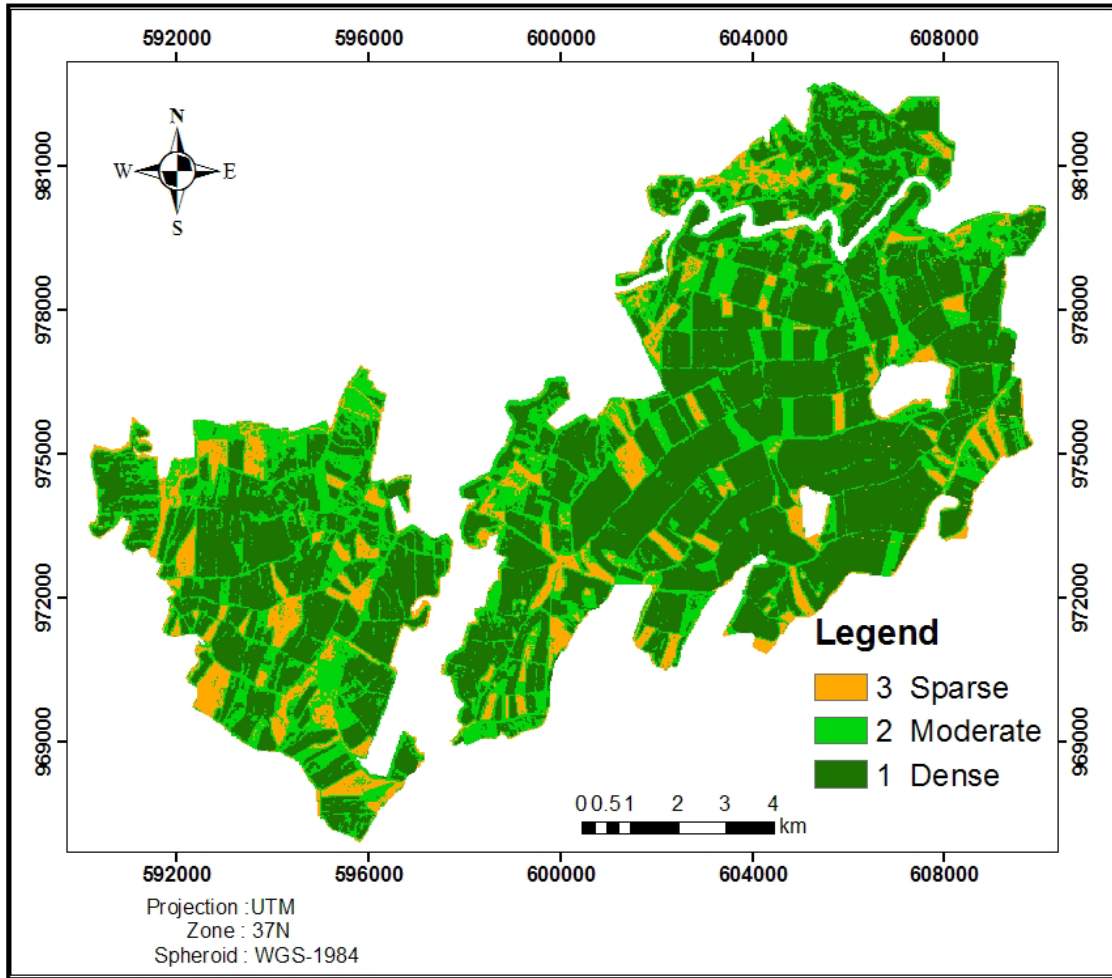 592000 596000 600000 604000 608000
N
W E
S
981000 981000
978000 978000
975000 975000
972000 972000
969000 969000
Legend
3 Sparse
2 Moderate
1 Dense
0 0.5 1 2 3 4
km
592000 596000 600000 604000 608000
Projection :UTM
Zone : 37N
Spheroid : WGS-1984